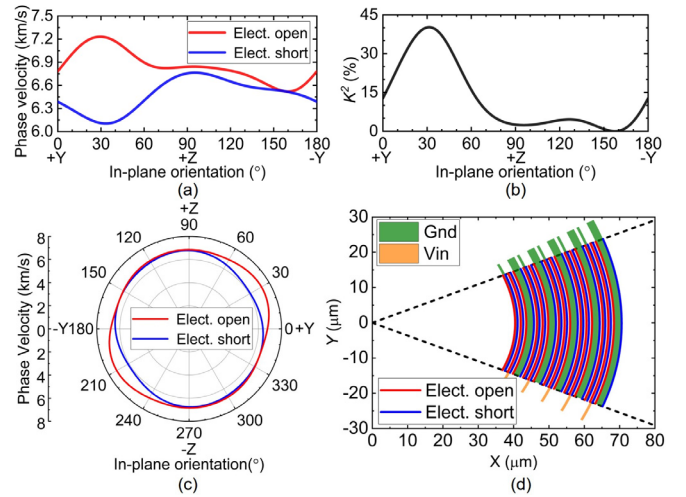 Phase velocity (km/s)
7.5
7.2
6.9
6.6
6.3
6.0
Elect. open
Elect. short
0 30 60 90 120 150 180
+Y +Z -Y
In-plane orientation (°)
(a)
K² (%)
45
30
15
0
0 30 60 90 120 150 180
+Y +Z -Y
In-plane orientation (°)
(b)
Phase Velocity (km/s)
8
6
4
2
0
2
4
6
8
+Z
90
120 60
150 30
-Y 180 0 +Y
210 330
240 300
270
-Z
Elect. open
Elect. short
In-plane orientation(°)
(c)
Y (μm)
30
20
10
0
-10
-20
-30
Gnd
Vin
Elect. open
Elect. short
0 10 20 30 40 50 60 70 80
X (μm)
(d)